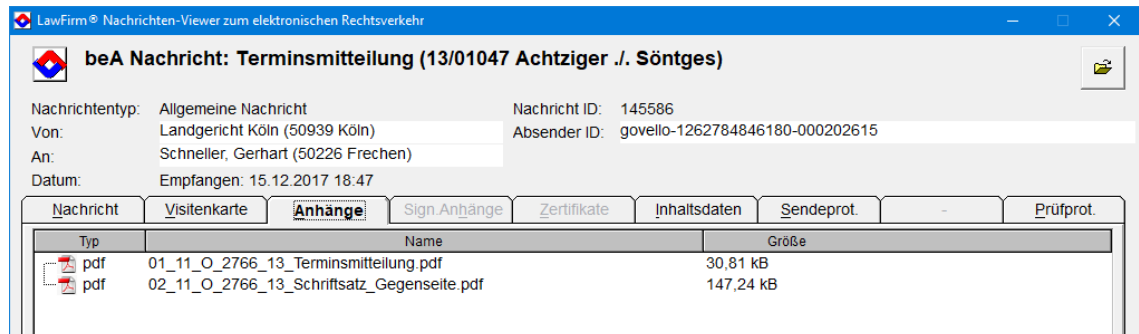 LawFirm® Nachrichten-Viewer zum elektronischen Rechtsverkehr
beA Nachricht: Terminsmitteilung (13/01047 Achtziger ./. Söntges)
Nachrichtentyp: Allgemeine Nachricht Nachricht ID: 145586
Von: Landgericht Köln (50939 Köln) Absender ID: govello-1262784846180-000202615
An: Schneller, Gerhart (50226 Frechen)
Datum: Empfangen: 15.12.2017 18:47
Nachricht Visitenkarte Anhänge Sign.Anhänge Zertifikate Inhaltsdaten Sendeprot. - Prüfprot.
Typ Name Größe
pdf 01_11_O_2766_13_Terminsmitteilung.pdf 30,81 kB
pdf 02_11_O_2766_13_Schriftsatz_Gegenseite.pdf 147,24 kB